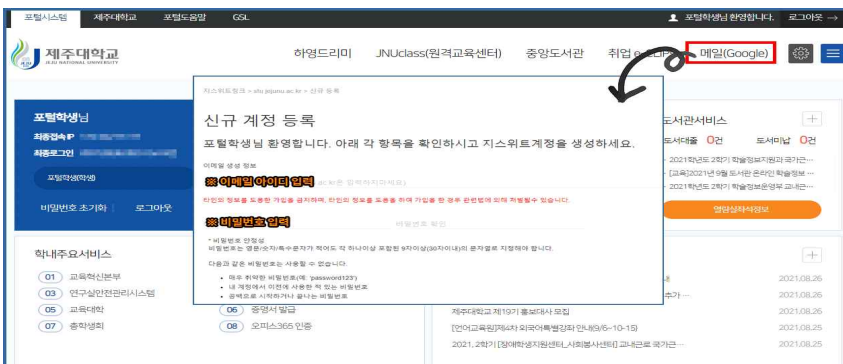 포털시스템 제주대학교 포털도움말 GSL 포털학생님 환영합니다. 로그아웃
제주대학교
JEJU NATIONAL UNIVERSITY
하영드리미 JNUclass(원격교육센터) 중앙도서관 취업 메일(Google)
포털학생님
최종접속 IP
최종로그인
포털학생(학생)
비밀번호 초기화 로그아웃
지스위트링크 > stu.jejunu.ac.kr > 신규 등록
신규 계정 등록
포털학생님 환영합니다. 아래 각 항목을 확인하시고 지스위트계정을 생성하세요.
이메일 생성 정보
※ 이메일 아이디 입력
타인의 정보를 도용한 가입을 금지하며, 타인의 정보를 도용을 하여 가입을 한 경우 관련법에 의해 처벌될수 있습니다.
※ 비밀번호 입력 비밀번호 확인
* 비밀번호 안정성
비밀번호는 영문/숫자/특수문자가 적어도 각 하나이상 포함된 9자이상(30자이내)의 문자열로 지정해야 합니다.
다음과 같은 비밀번호는 사용할 수 없습니다.
• 매우 취약한 비밀번호(예: 'password123')
• 내 계정에서 이전에 사용한 적 있는 비밀번호
• 공백으로 시작하거나 끝나는 비밀번호
도서관서비스
도서대출 0건 도서미납 0건
2021학년도 2학기 학술정보지원과 국가근···
[교육]2021년 9월 도서관 온라인 학술정보 ···
2021학년도 2학기 학술정보운영부 교내근···
열람실좌석정보
학내주요서비스
01 교육혁신본부
03 연구실안전관리시스템
05 교육대학 06 증명서 발급
07 총학생회 08 오피스365 인증
2021.08.26
2021.08.26
제주대학교 제19기 홍보대사 모집 2021.08.26
[언어교육원]제4차 외국어특별강좌 안내(9/6~10·15) 2021.08.25
2021. 2학기 [장애학생지원센터_사회봉사센터] 교내근로 국가근··· 2021.08.25